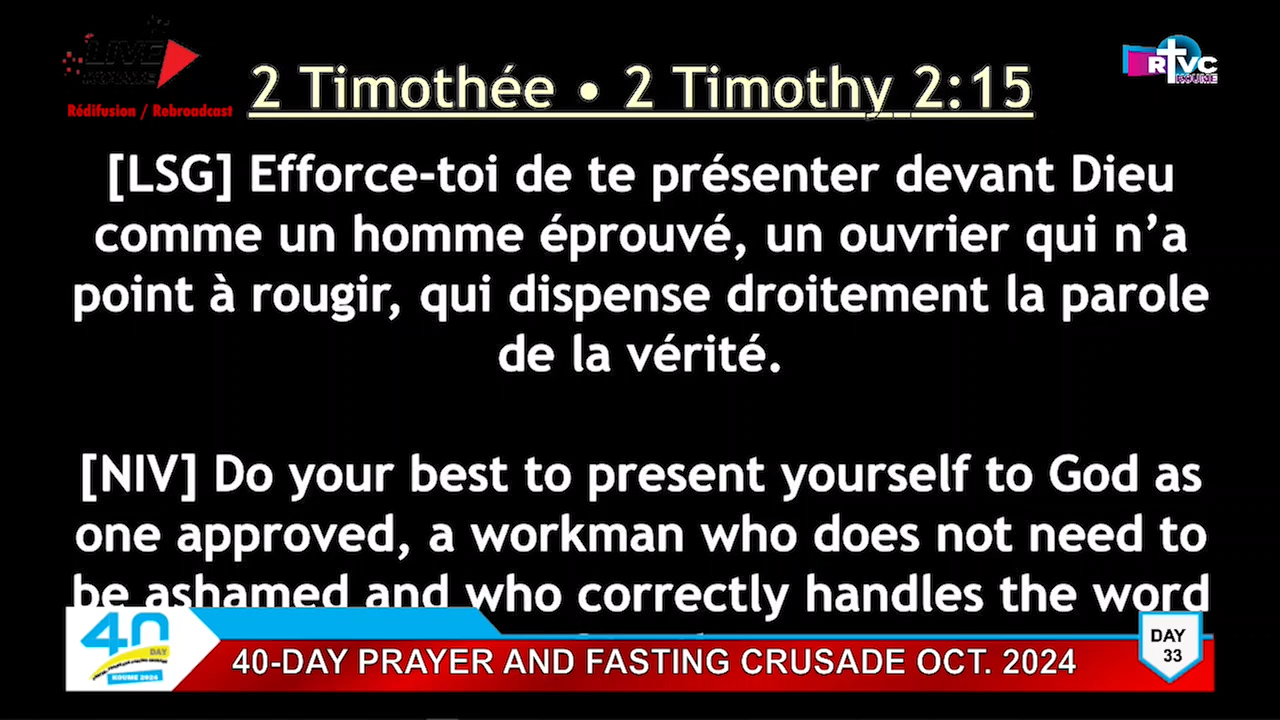 LIVE
Rédifusion / Rebroadcast
RTVC
KOUME
2 Timothée • 2 Timothy 2:15
[LSG] Efforce-toi de te présenter devant Dieu
comme un homme éprouvé, un ouvrier qui n’a
point à rougir, qui dispense droitement la parole
de la vérité.
[NIV] Do your best to present yourself to God as
one approved, a workman who does not need to
be ashamed and who correctly handles the word
40
DAY
KOUME 2024
40-DAY PRAYER AND FASTING CRUSADE OCT. 2024
DAY
33